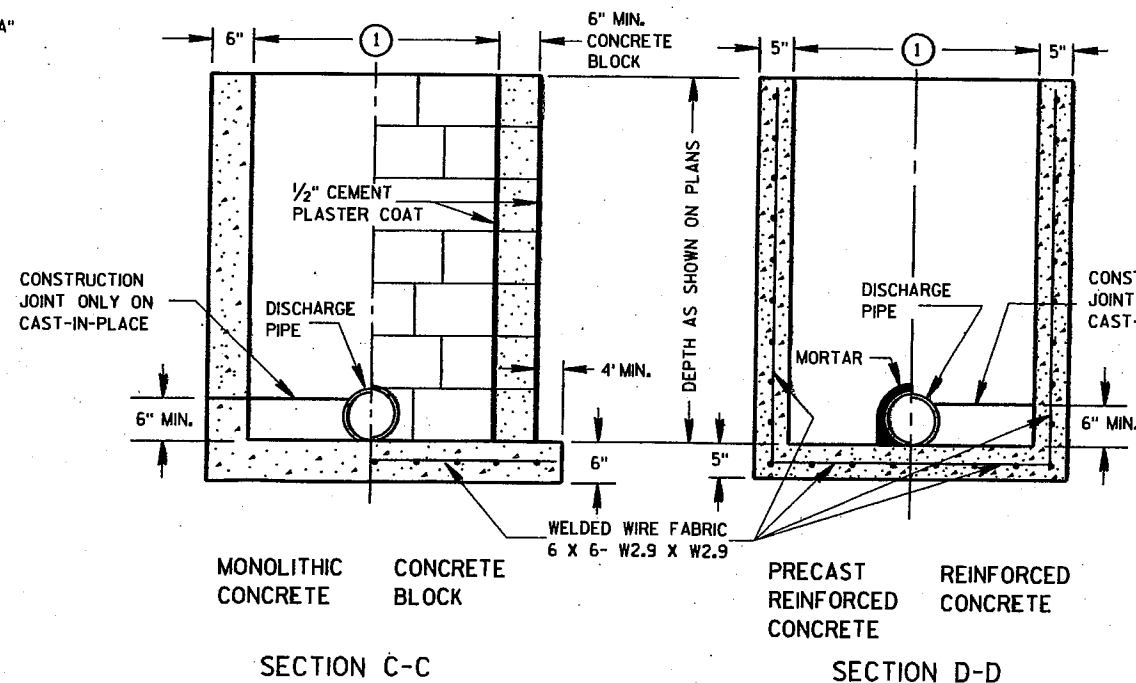 A"
6"
1
6" MIN.
CONCRETE
BLOCK
5"
1
5"
1/2" CEMENT
PLASTER COAT
DEPTH AS SHOWN ON PLANS
CONSTRUCTION
JOINT ONLY ON
CAST-IN-PLACE
DISCHARGE
PIPE
DISCHARGE
PIPE
CONST
JOINT
CAST-
MORTAR
4' MIN.
6" MIN.
6" MIN.
6"
5"
WELDED WIRE FABRIC
6 X 6- W2.9 X W2.9
MONOLITHIC
CONCRETE
CONCRETE
BLOCK
PRECAST
REINFORCED
CONCRETE
REINFORCED
CONCRETE
SECTION C-C
SECTION D-D